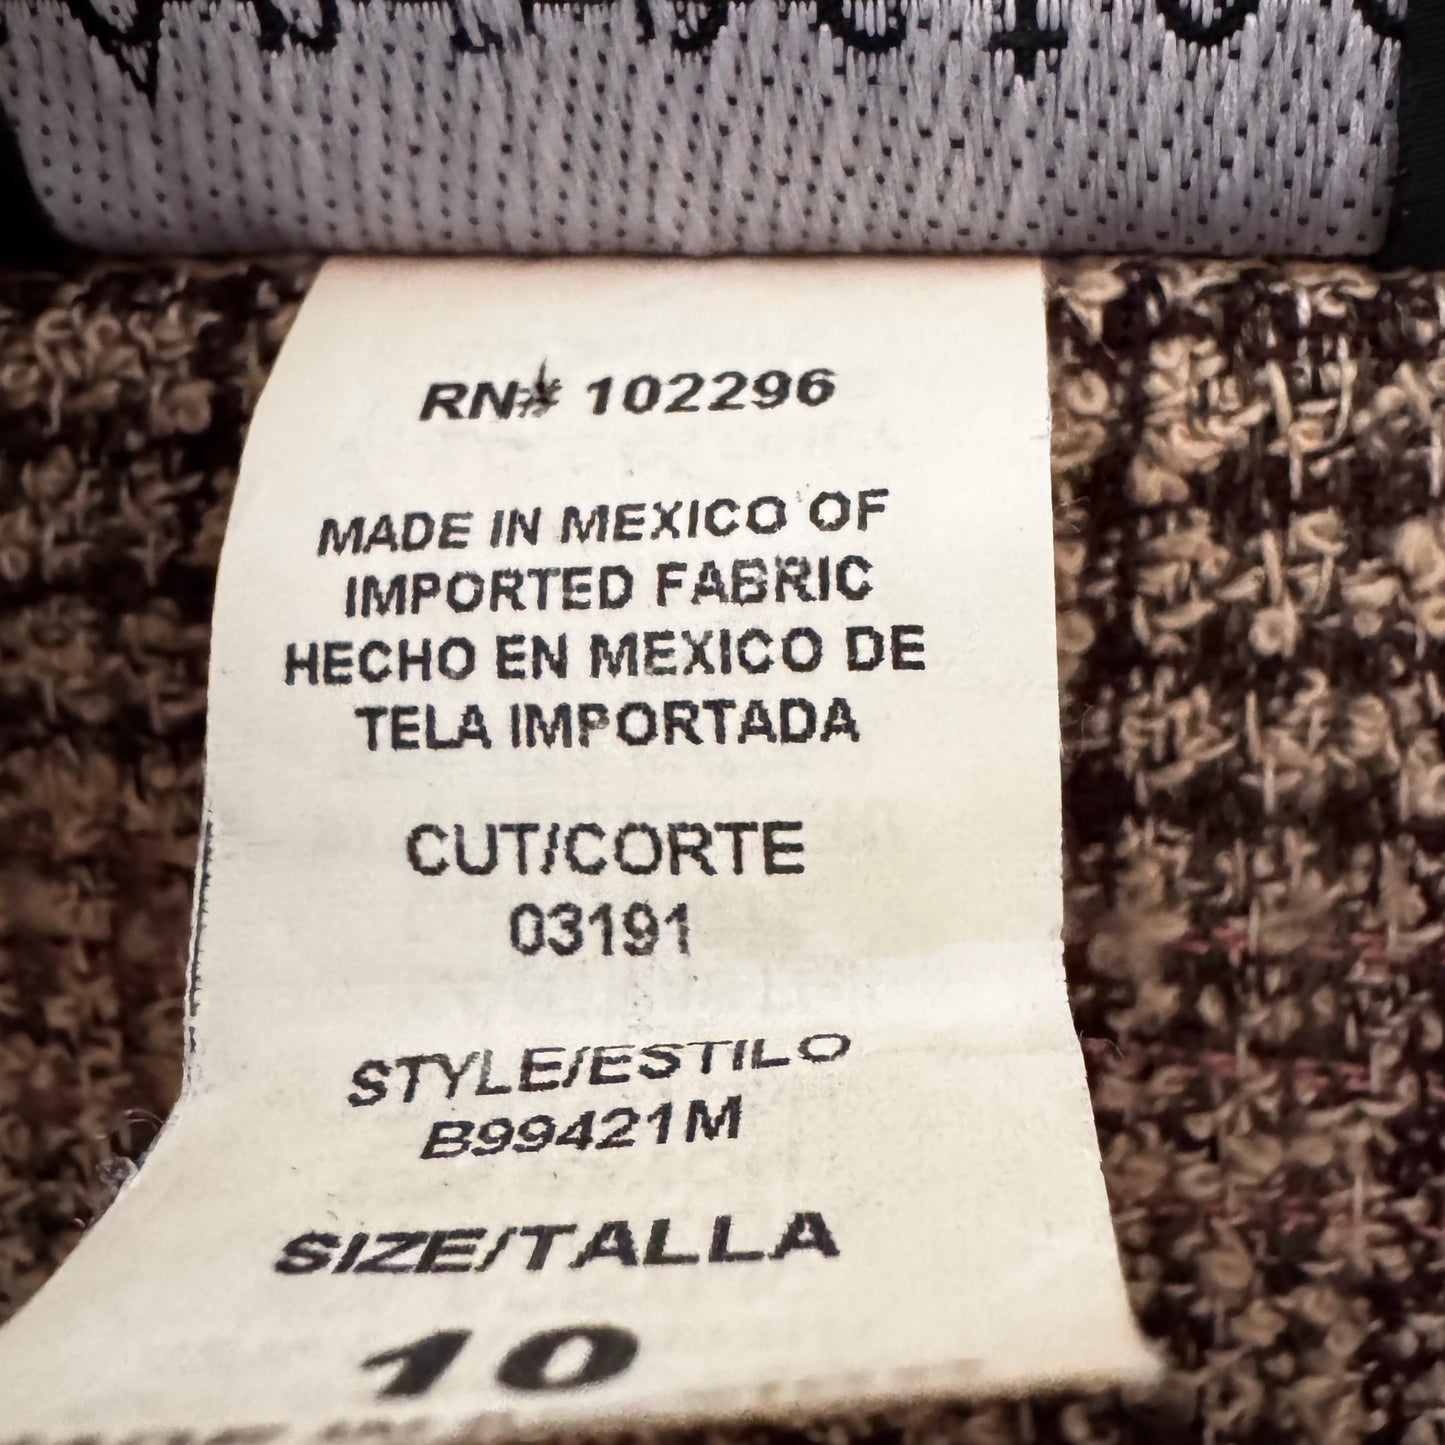 RN# 102296
MADE IN MEXICO OF
IMPORTED FABRIC
HECHO EN MEXICO DE
TELA IMPORTADA
CUT/CORTE
03191
STYLE/ESTILO
B99421M
SIZE/TALLA
10